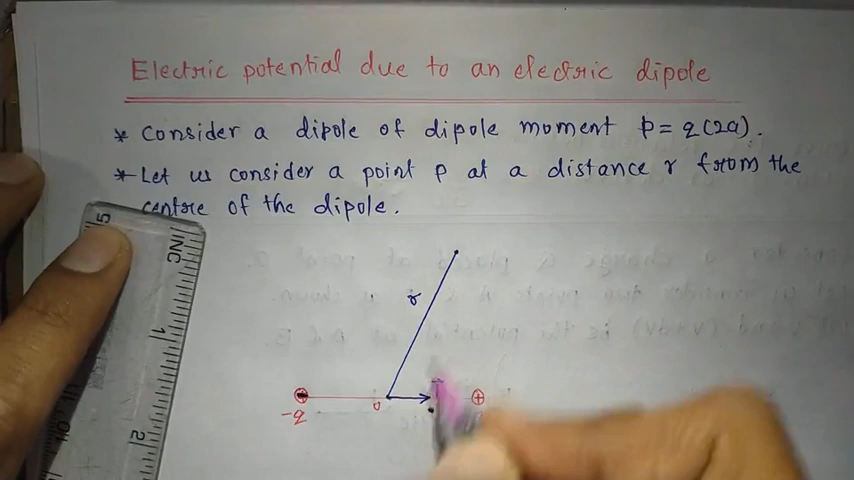 Electric potential due to an electric dipole
* Consider a dipole of dipole moment p = q(2a).
* Let us consider a point P at a distance r from the
centre of the dipole.
r
-q
o
+
INC
5
1
2